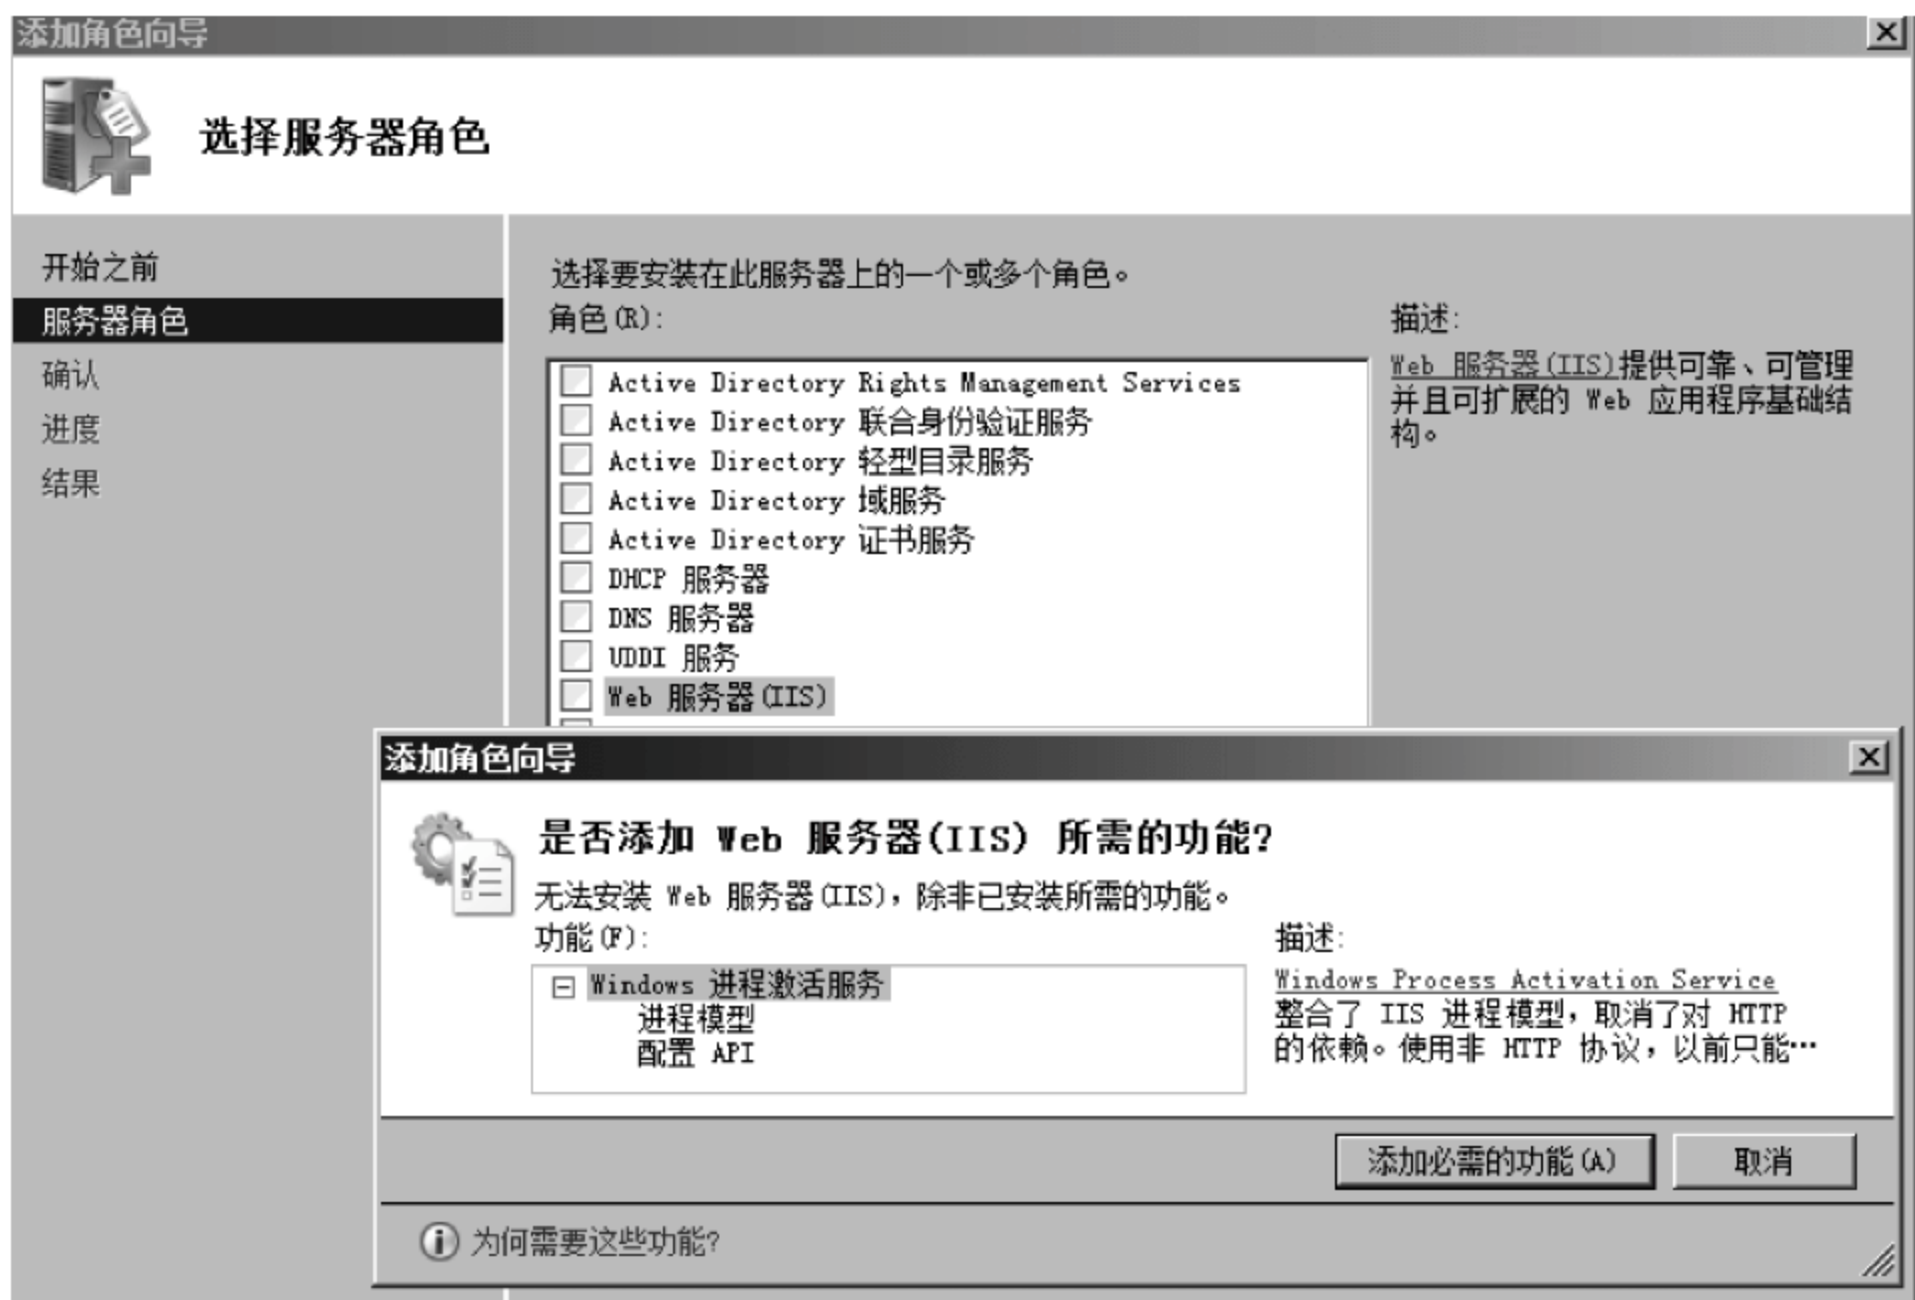 添加角色向导
选择服务器角色
开始之前
服务器角色
确认
进度
结果
选择要安装在此服务器上的一个或多个角色。
角色(R):
Active Directory Rights Management Services
Active Directory 联合身份验证服务
Active Directory 轻型目录服务
Active Directory 域服务
Active Directory 证书服务
DHCP 服务器
DNS 服务器
UDDI 服务
Web 服务器(IIS)
描述:
Web 服务器(IIS)提供可靠、可管理
并且可扩展的 Web 应用程序基础结
构。
添加角色向导
是否添加 Web 服务器(IIS) 所需的功能?
无法安装 Web 服务器(IIS)，除非已安装所需的功能。
功能(F):
Windows 进程激活服务
进程模型
配置 API
描述:
Windows Process Activation Service
整合了 IIS 进程模型，取消了对 HTTP
的依赖。使用非 HTTP 协议，以前只能…
添加必需的功能(A)
取消
为何需要这些功能?